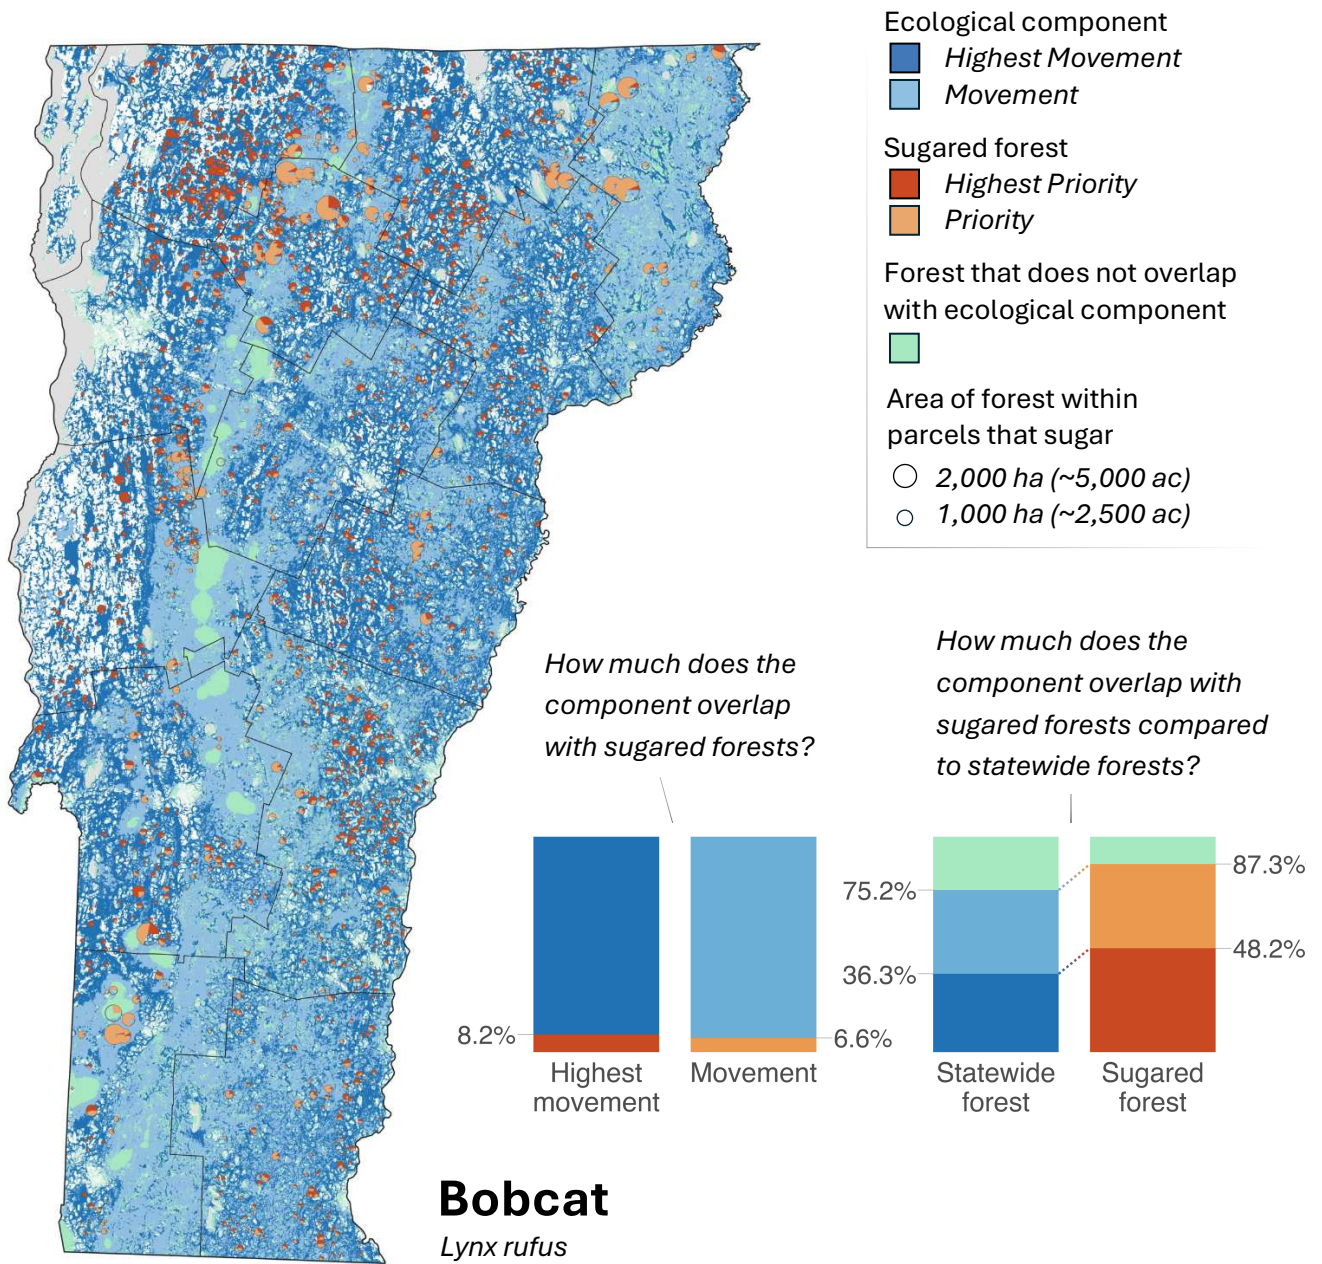 Ecological component
Highest Movement
Movement
Sugared forest
Highest Priority
Priority
Forest that does not overlap
with ecological component
Area of forest within
parcels that sugar
2,000 ha (~5,000 ac)
1,000 ha (~2,500 ac)
How much does the
component overlap
with sugared forests?
How much does the
component overlap with
sugared forests compared
to statewide forests?
8.2%
6.6%
Highest
movement
Movement
75.2%
36.3%
87.3%
48.2%
Statewide
forest
Sugared
forest
Bobcat
Lynx rufus